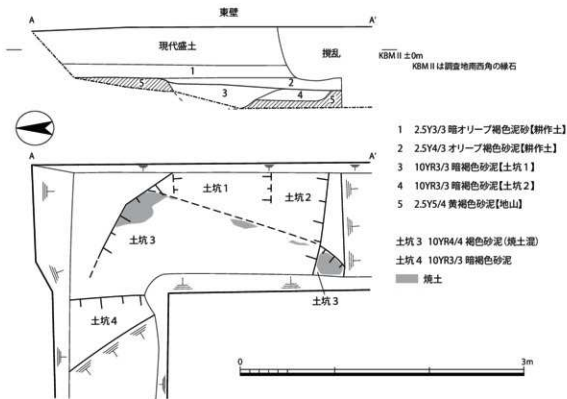 東壁
A
A'
現代盛土
撹乱
KBMⅡ±0m
KBMⅡは調査地南西角の縁石
1
2
3
4
5
5
1 2.5Y3/3 暗オリーブ褐色泥砂【耕作土】
2 2.5Y4/3 オリーブ褐色砂泥【耕作土】
3 10YR3/3 暗褐色砂泥【土坑1】
4 10YR3/3 暗褐色砂泥【土坑2】
5 2.5Y5/4 黄褐色砂泥【地山】
土坑3 10YR4/4 褐色砂泥(焼土混)
土坑4 10YR3/3 暗褐色砂泥
焼土
A
A'
土坑1
土坑2
土坑3
土坑3
土坑4
0
3m